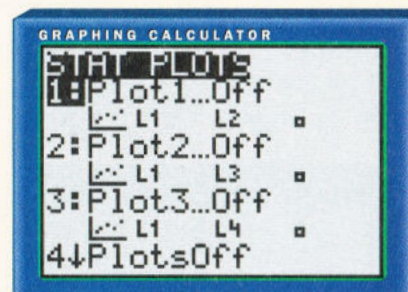 GRAPHING CALCULATOR
STAT PLOTS
1:Plot1…Off
L1 L2
2:Plot2…Off
L1 L3
3:Plot3…Off
L1 L4
4↓PlotsOff